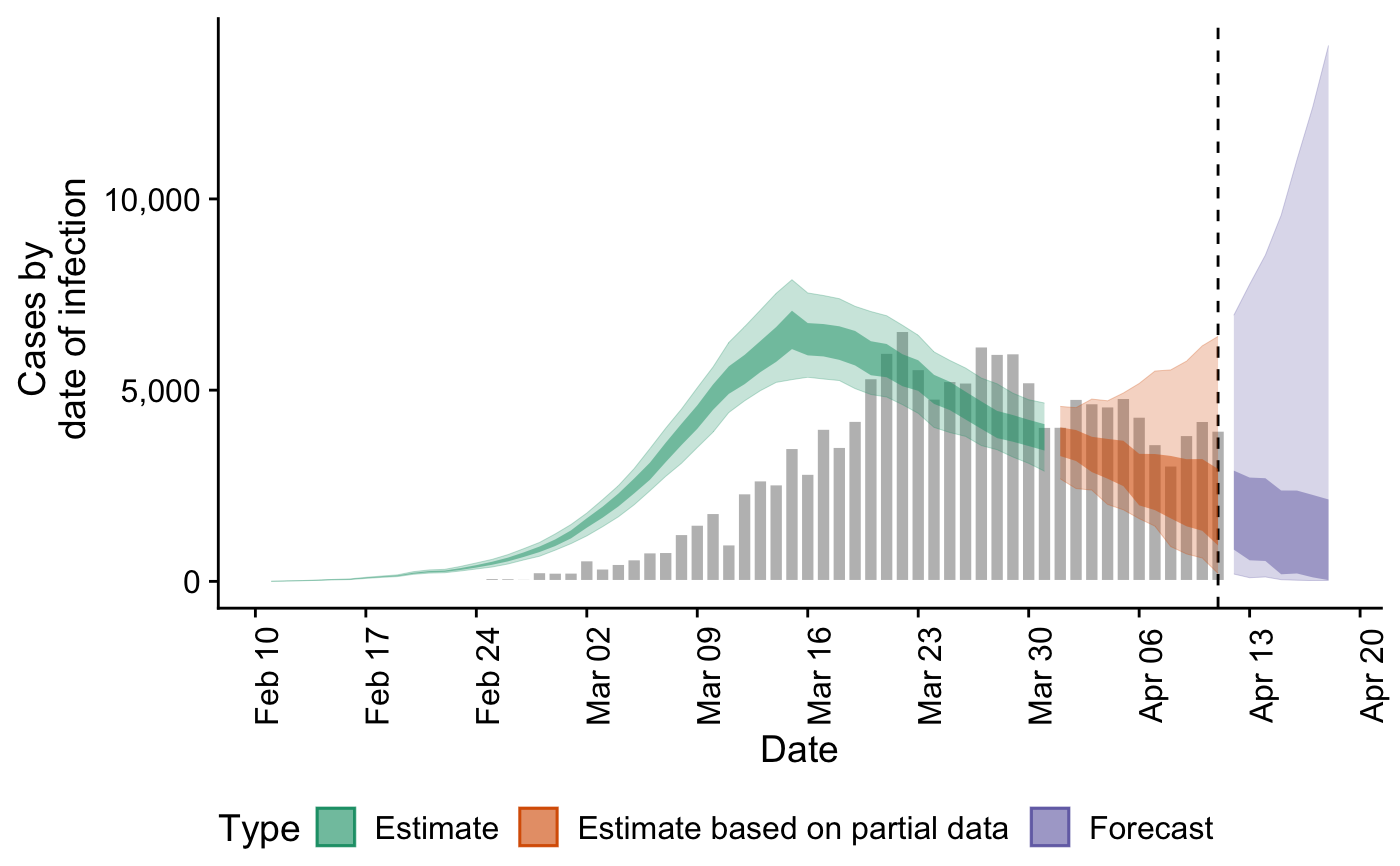 Cases by
date of infection
10,000
5,000
0
Feb 10
Feb 17
Feb 24
Mar 02
Mar 09
Mar 16
Mar 23
Mar 30
Apr 06
Apr 13
Apr 20
Date
Type Estimate Estimate based on partial data Forecast